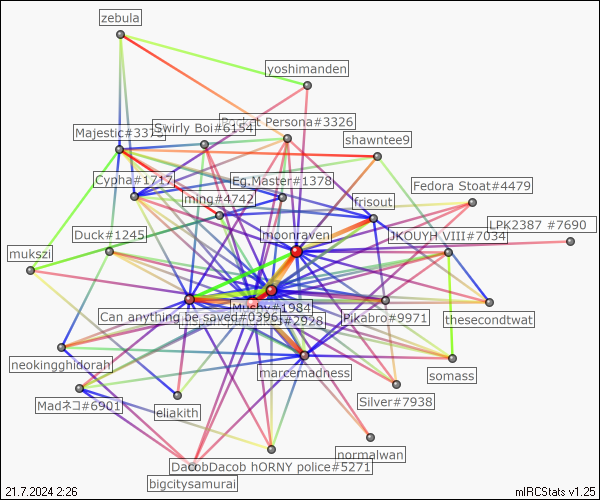 zebula
yoshimanden
Pocket Persona#3326
Swirly Boi#6154
Majestic#3373
shawntee9
Cypha#1717
Eg.Master#1378
Fedora Stoat#4479
ming#4742
frisout
LPK2387 #7690
Duck#1245
moonraven
JKOUYH VIII#7034
mukszi
Mushy#1984
Can anything be saved#0396
#2928
Pikabro#9971
thesecondtwat
neokingghidorah
marcemadness
somass
Madネコ#6901
eliakith
Silver#7938
normalwan
DacobDacob hORNY police#5271
bigcitysamurai
21.7.2024 2:26
mIRCStats v1.25